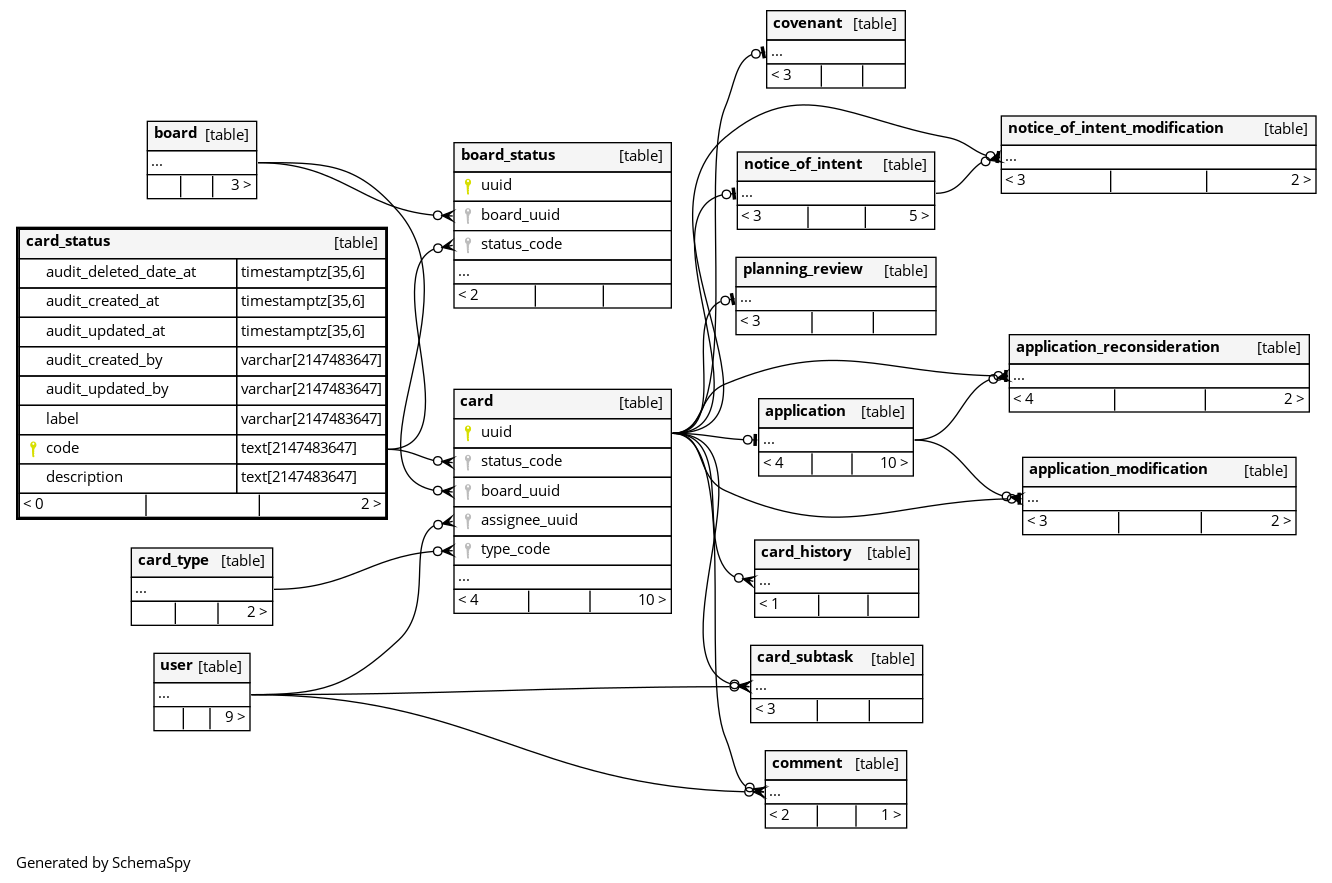 covenant [table]
...
< 3
board [table]
...
3 >
board_status [table]
uuid
board_uuid
status_code
...
< 2
notice_of_intent [table]
...
< 3 5 >
notice_of_intent_modification [table]
...
< 3 2 >
card_status [table]
audit_deleted_date_at timestamptz[35,6]
audit_created_at timestamptz[35,6]
audit_updated_at timestamptz[35,6]
audit_created_by varchar[2147483647]
audit_updated_by varchar[2147483647]
label varchar[2147483647]
code text[2147483647]
description text[2147483647]
< 0 2 >
planning_review [table]
...
< 3
card [table]
uuid
status_code
board_uuid
assignee_uuid
type_code
...
< 4 10 >
application [table]
...
< 4 10 >
application_reconsideration [table]
...
< 4 2 >
application_modification [table]
...
< 3 2 >
card_type [table]
...
2 >
card_history [table]
...
< 1
user [table]
...
9 >
card_subtask [table]
...
< 3
comment [table]
...
< 2 1 >
Generated by SchemaSpy